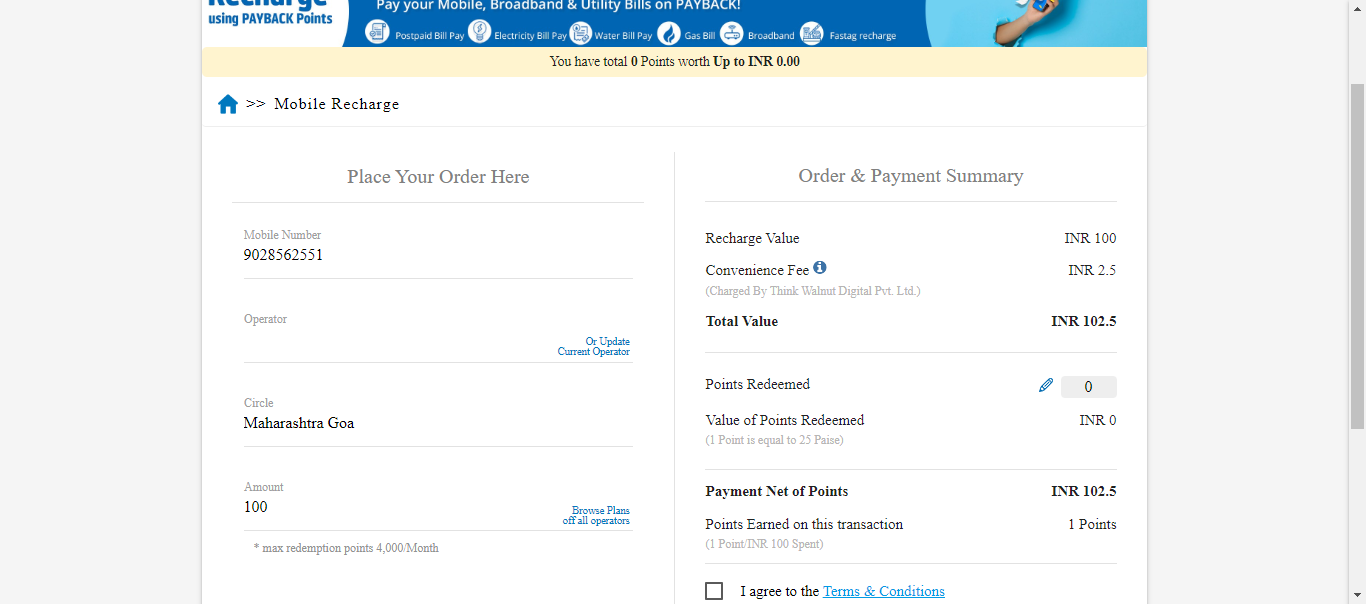 Recharge
using PAYBACK Points
Pay your Mobile, Broadband & Utility Bills on PAYBACK!
Postpaid Bill Pay Electricity Bill Pay Water Bill Pay Gas Bill Broadband Fastag recharge
You have total 0 Points worth Up to INR 0.00
>> Mobile Recharge
Place Your Order Here
Mobile Number
9028562551
Operator
Or Update
Current Operator
Circle
Maharashtra Goa
Amount
100
Browse Plans
off all operators
* max redemption points 4,000/Month
Order & Payment Summary
Recharge Value INR 100
Convenience Fee INR 2.5
(Charged By Think Walnut Digital Pvt. Ltd.)
Total Value INR 102.5
Points Redeemed 0
Value of Points Redeemed INR 0
(1 Point is equal to 25 Paise)
Payment Net of Points INR 102.5
Points Earned on this transaction 1 Points
(1 Point/INR 100 Spent)
I agree to the Terms & Conditions